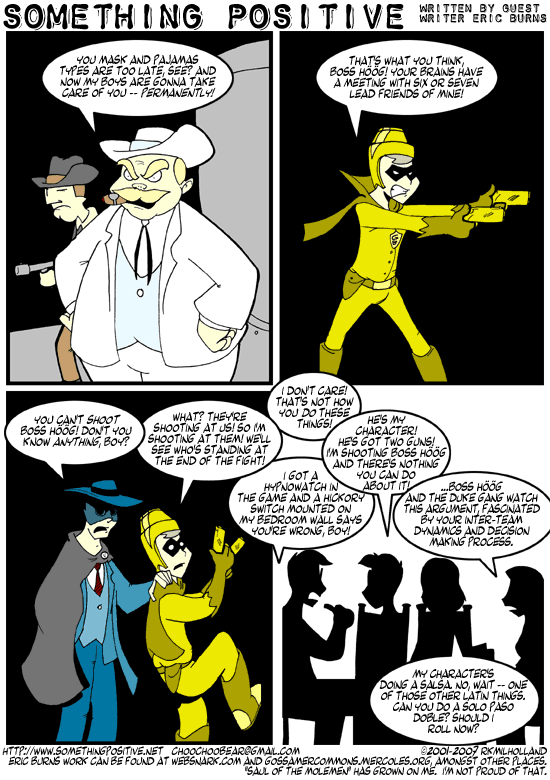 SOMETHING POSITIVE
WRITTEN BY GUEST
WRITER ERIC BURNS
YOU MASK AND PAJAMAS
TYPES ARE TOO LATE, SEE? AND
NOW MY BOYS ARE GONNA TAKE
CARE OF YOU -- PERMANENTLY!
THAT'S WHAT YOU THINK,
BOSS HÖÖG! YOUR BRAINS HAVE
A MEETING WITH SIX OR SEVEN
LEAD FRIENDS OF MINE!
YOU CAN'T SHOOT
BOSS HÖÖG! DON'T YOU
KNOW ANYTHING, BOY?
WHAT? THEY'RE
SHOOTING AT US! SO I'M
SHOOTING AT THEM! WE'LL
SEE WHO'S STANDING AT
THE END OF THE FIGHT!
I DON'T CARE!
THAT'S NOT HOW
YOU DO THESE
THINGS!
HE'S MY
CHARACTER!
HE'S GOT TWO GUNS!
I'M SHOOTING BOSS HÖÖG
AND THERE'S NOTHING
YOU CAN DO
ABOUT IT!
I GOT A
HYPNOWATCH IN
THE GAME AND A HICKORY
SWITCH MOUNTED ON
MY BEDROOM WALL SAYS
YOU'RE WRONG, BOY!
...BOSS HÖÖG
AND THE DUKE GANG WATCH
THIS ARGUMENT, FASCINATED
BY YOUR INTER-TEAM
DYNAMICS AND DECISION
MAKING PROCESS.
MY CHARACTER'S
DOING A SALSA. NO, WAIT -- ONE
OF THOSE OTHER LATIN THINGS.
CAN YOU DO A SOLO PASO
DOBLE? SHOULD I
ROLL NOW?
HTTP://WWW.SOMETHINGPOSITIVE.NET CHOOCHOOBEAR@GMAIL.COM ©2001-2007 RKMILHOLLAND
ERIC BURNS WORK CAN BE FOUND AT WEBSNARK.COM AND GOSSAMERCOMMONS.MERCOLES.ORG, AMONGST OTHER PLACES.
"SAUL OF THE MOLEMEN" HAS GROWN ON ME. I'M NOT PROUD OF THAT.